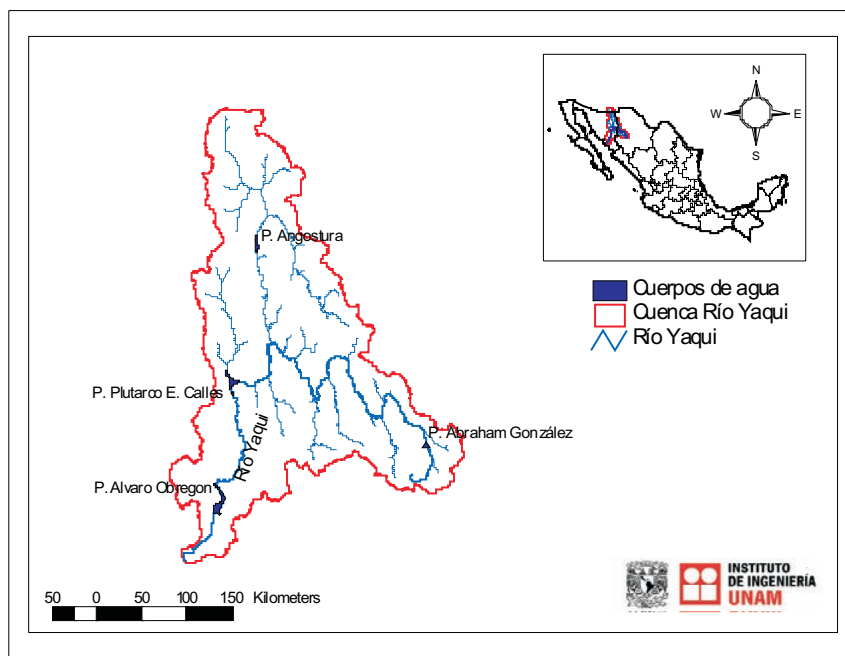 N
W E
S
P. Angostura
Cuerpos de agua
Cuenca Río Yaqui
Río Yaqui
P. Plutarco E. Calles
Río Yaqui
P. Abraham González
P. Alvaro Obregon
50 0 50 100 150 Kilometers
INSTITUTO
DE INGENIERÍA
UNAM